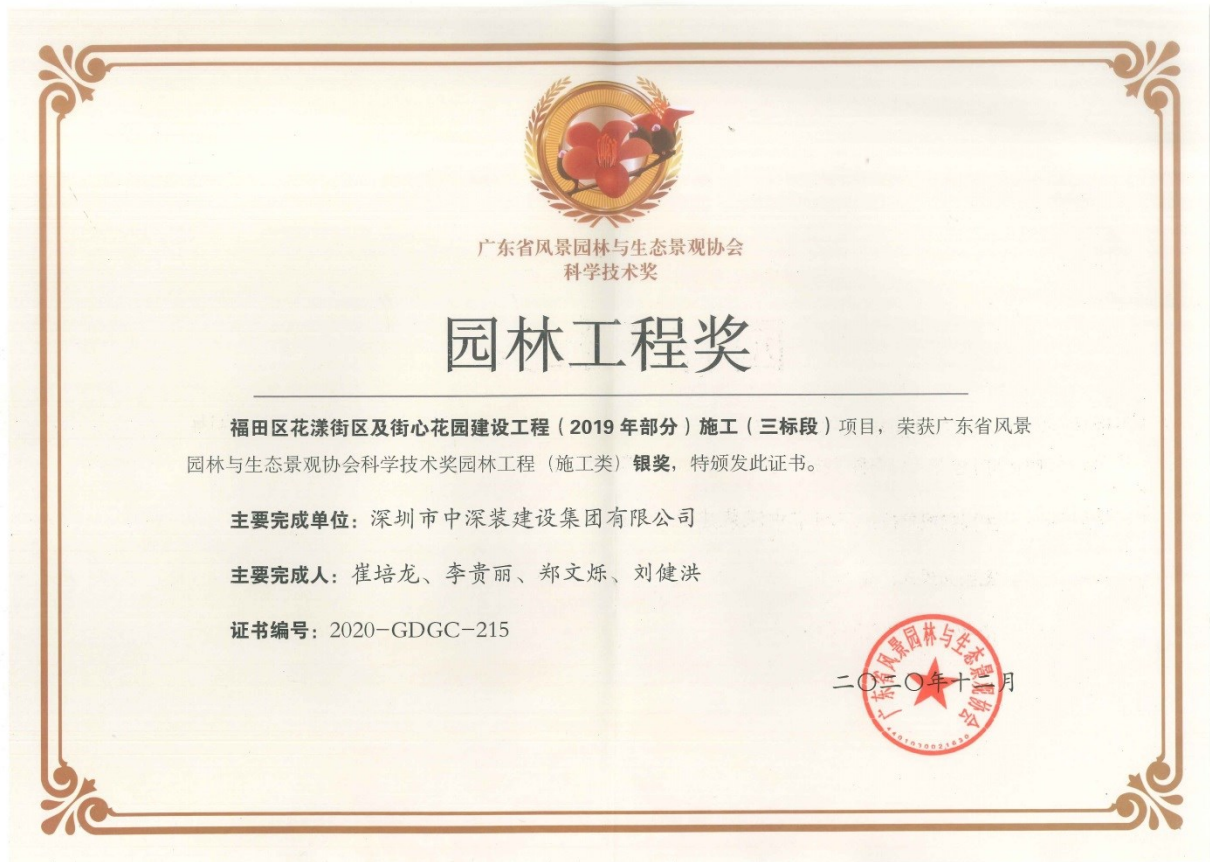 广东省风景园林与生态景观协会
科学技术奖
园林工程奖
福田区花漾街区及街心花园建设工程（2019 年部分）施工（三标段）项目，荣获广东省风景
园林与生态景观协会科学技术奖园林工程（施工类）银奖，特颁发此证书。
主要完成单位：深圳市中深装建设集团有限公司
主要完成人：崔培龙、李贵丽、郑文烁、刘健洪
证书编号：2020-GDGC-215
广东省风景园林与生态景观协会
二〇二〇年十二月